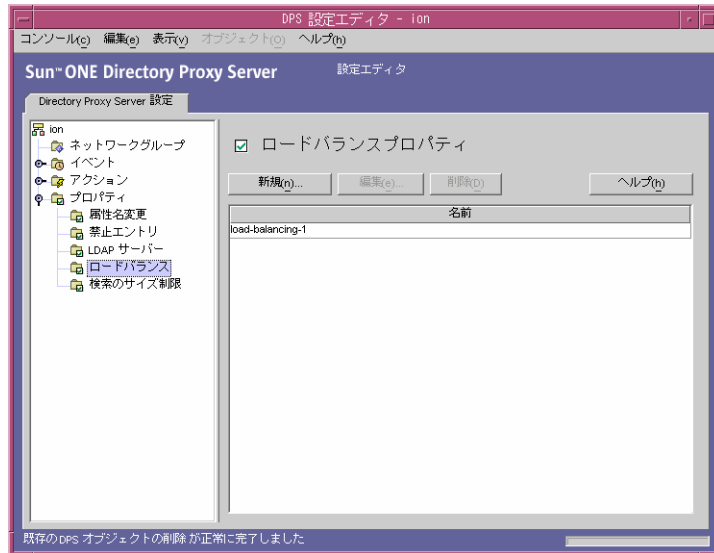 DPS 設定エディタ - ion
コンソール(c) 編集(e) 表示(v) オブジェクト(O) ヘルプ(h)
Sun™ ONE Directory Proxy Server 設定エディタ
Directory Proxy Server 設定
ion
ネットワークグループ
イベント
アクション
プロパティ
属性名変更
禁止エントリ
LDAP サーバー
ロードバランス
検索のサイズ制限
ロードバランスプロパティ
新規(n)... 編集(e)... 削除(D) ヘルプ(h)
名前
load-balancing-1
既存のDPS オブジェクトの削除 が正常に完了しました